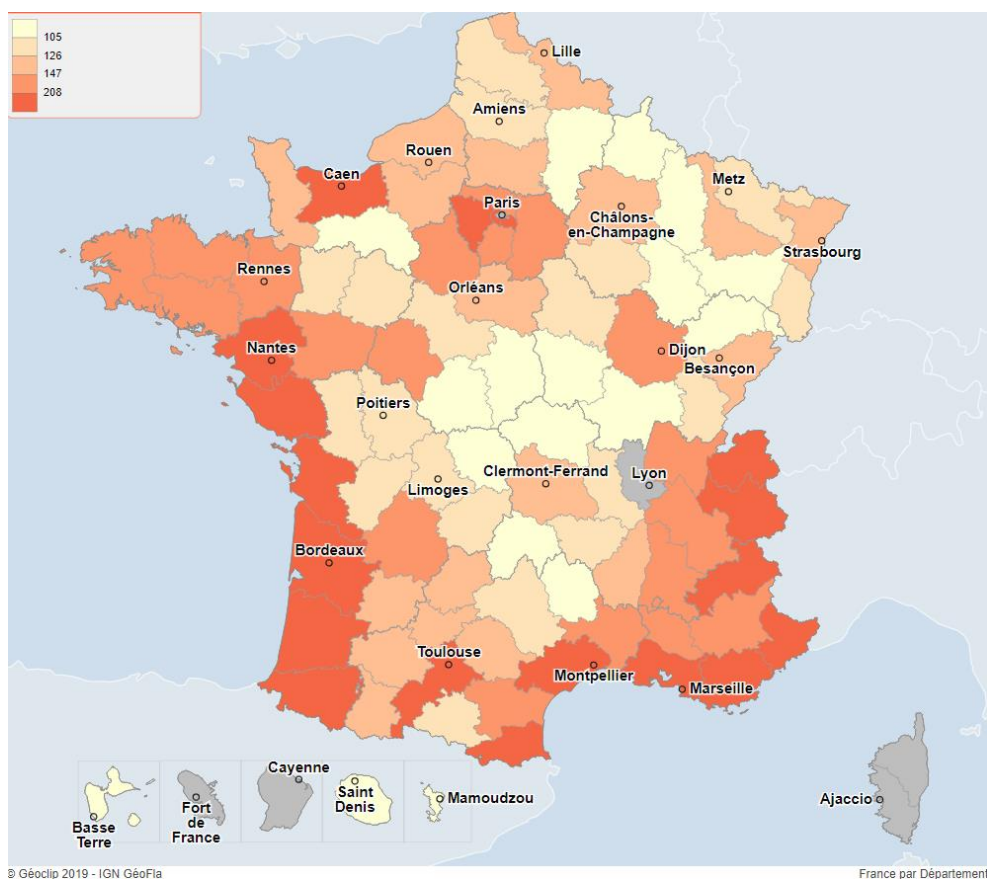 105
126
147
208
Lille
Amiens
Rouen
Caen
Metz
Paris
Châlons-
en-Champagne
Strasbourg
Rennes
Orléans
Nantes
Dijon
Besançon
Poitiers
Clermont-Ferrand
Lyon
Limoges
Bordeaux
Toulouse
Montpellier
Marseille
Cayenne
Saint
Denis
Mamoudzou
Ajaccio
Fort
de
France
Basse
Terre
© Géoclip 2019 - IGN GéoFla
France par Département